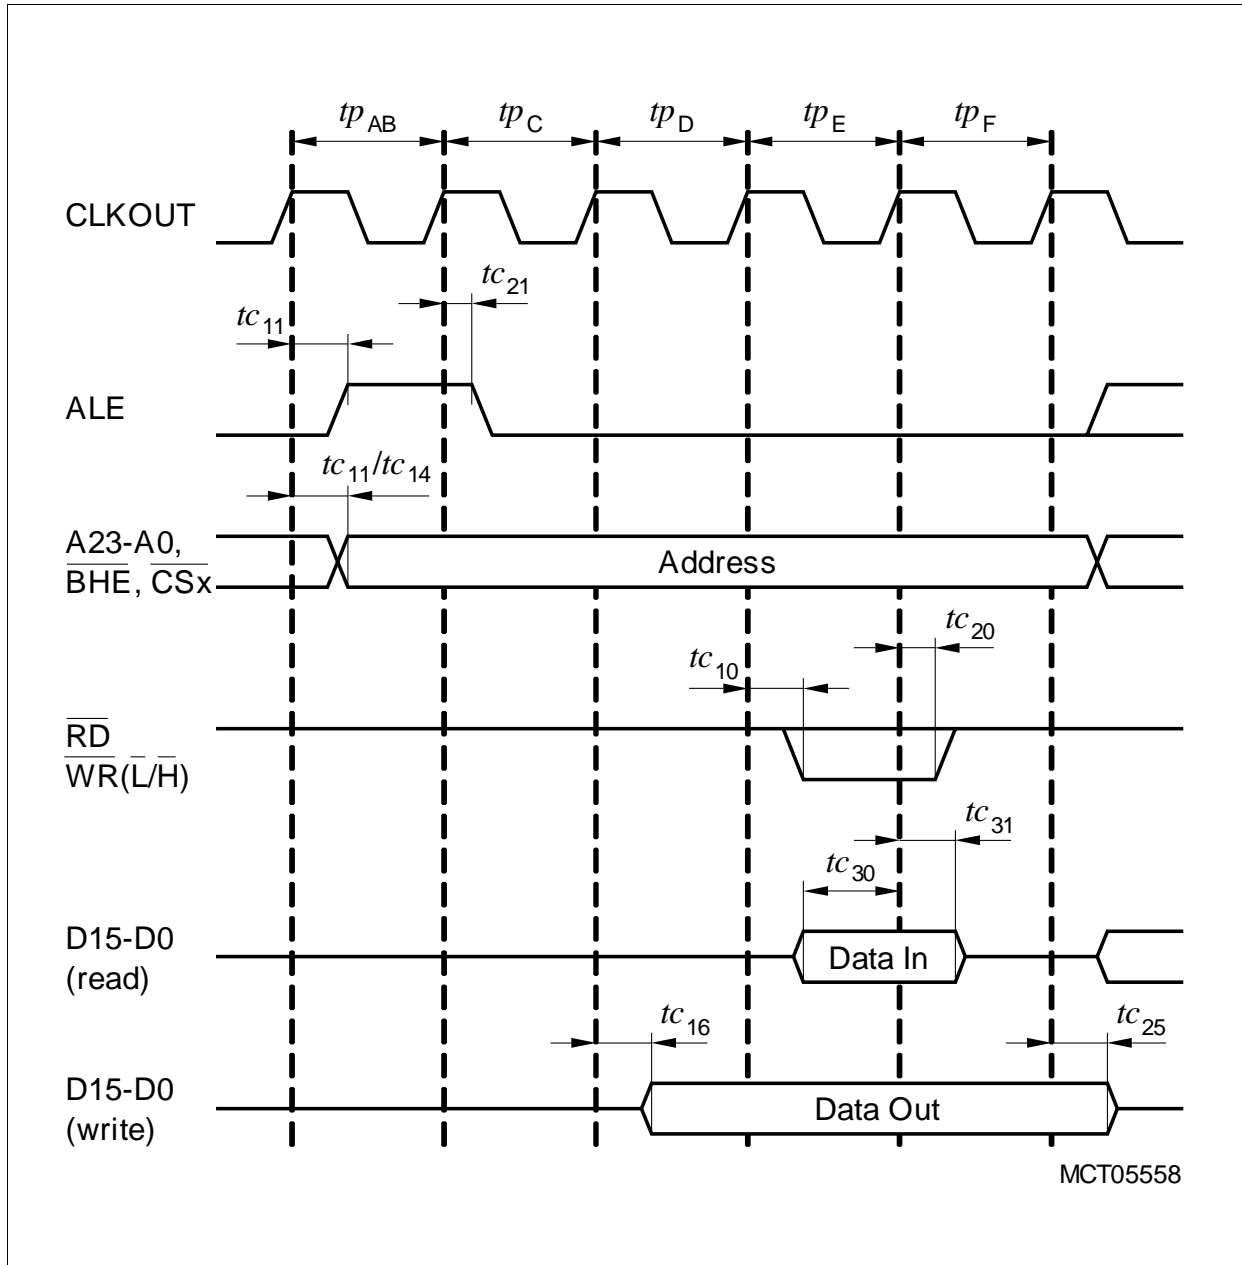 tpAB tpC tpD tpE tpF
CLKOUT
tc21
tc11
ALE
tc11/tc14
A23-A0,
BHE, CSx
Address
tc20
tc10
RD
WR(L/H)
tc31
tc30
D15-D0
(read)
Data In
tc16 tc25
D15-D0
(write)
Data Out
MCT05558